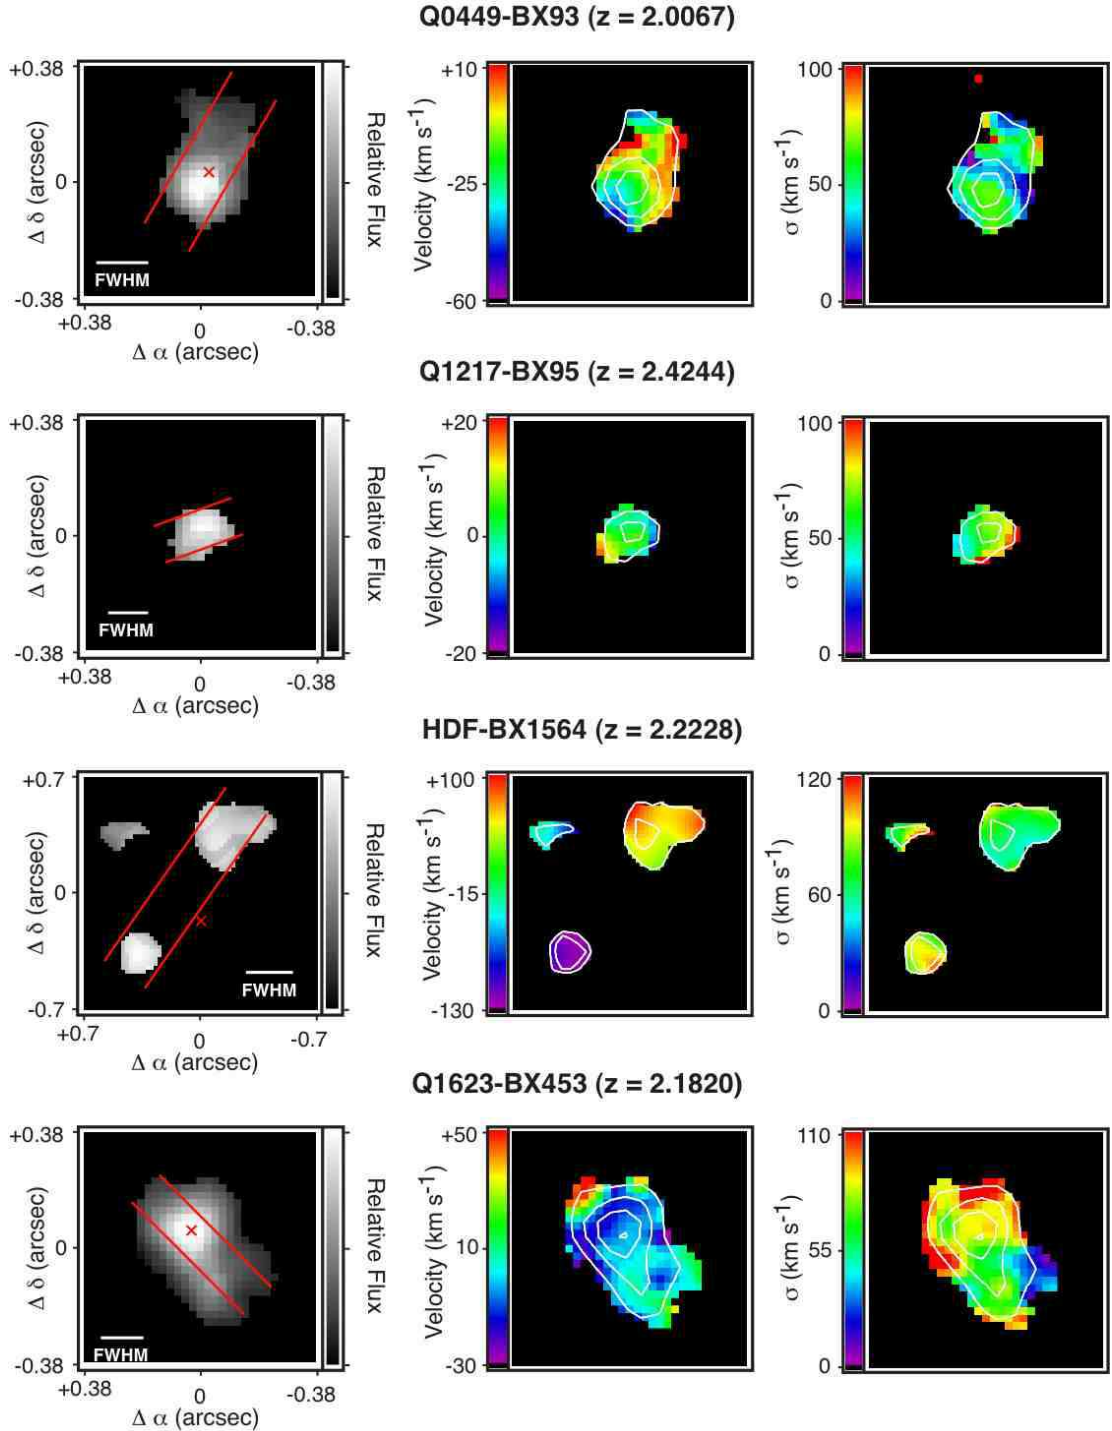 Q0449-BX93 (z = 2.0067)
+0.38
0
-0.38
Δ δ (arcsec)
FWHM
+0.38
0
-0.38
Δ α (arcsec)
Relative Flux
+10
-25
-60
Velocity (km s-1)
100
50
0
σ (km s-1)
Q1217-BX95 (z = 2.4244)
+0.38
0
-0.38
Δ δ (arcsec)
FWHM
+0.38
0
-0.38
Δ α (arcsec)
Relative Flux
+20
0
-20
Velocity (km s-1)
100
50
0
σ (km s-1)
HDF-BX1564 (z = 2.2228)
+0.7
0
-0.7
Δ δ (arcsec)
FWHM
+0.7
0
-0.7
Δ α (arcsec)
Relative Flux
+100
-15
-130
Velocity (km s-1)
120
60
0
σ (km s-1)
Q1623-BX453 (z = 2.1820)
+0.38
0
-0.38
Δ δ (arcsec)
FWHM
+0.38
0
-0.38
Δ α (arcsec)
Relative Flux
+50
10
-30
Velocity (km s-1)
110
55
0
σ (km s-1)